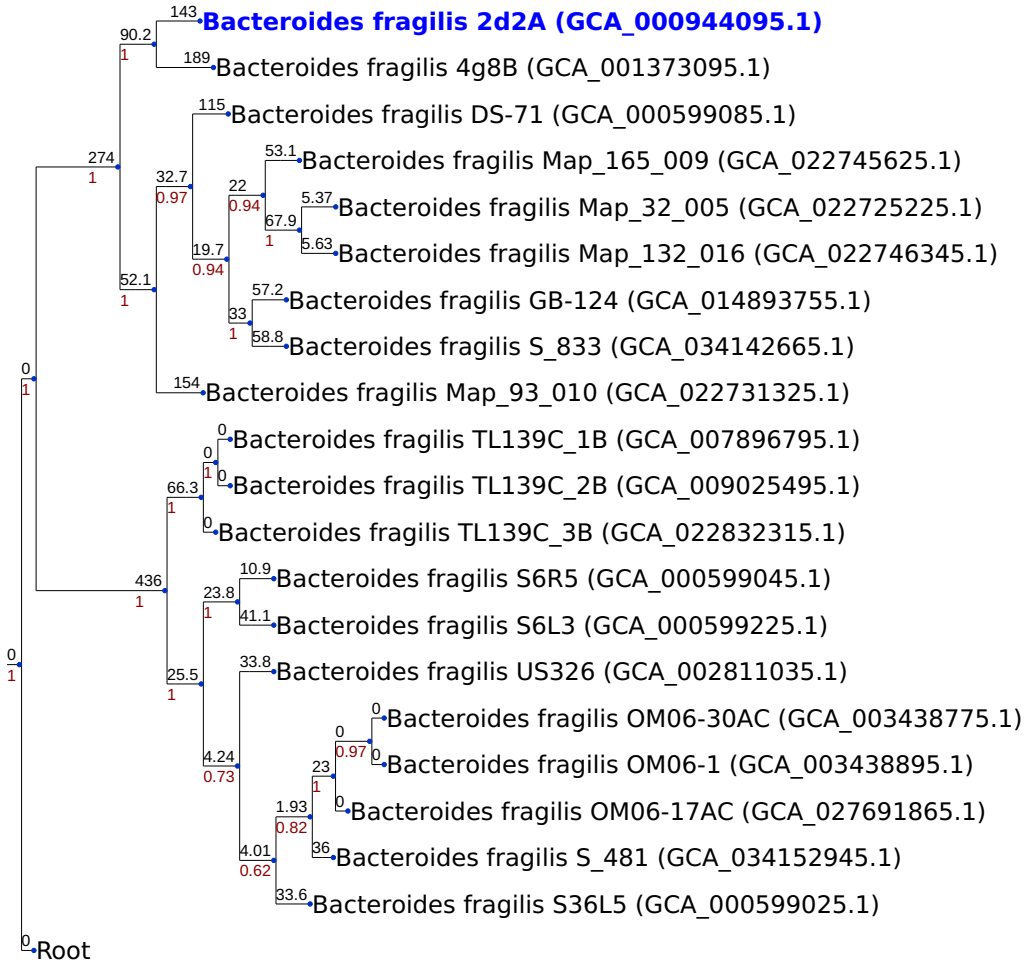 143
Bacteroides fragilis 2d2A (GCA_000944095.1)
90.2
1
189
Bacteroides fragilis 4g8B (GCA_001373095.1)
115
Bacteroides fragilis DS-71 (GCA_000599085.1)
274
1
53.1
Bacteroides fragilis Map_165_009 (GCA_022745625.1)
32.7
0.97
22
0.94
5.37
Bacteroides fragilis Map_32_005 (GCA_022725225.1)
67.9
1
5.63
Bacteroides fragilis Map_132_016 (GCA_022746345.1)
19.7
0.94
52.1
1
57.2
Bacteroides fragilis GB-124 (GCA_014893755.1)
33
1
58.8
Bacteroides fragilis S_833 (GCA_034142665.1)
0
1
154
Bacteroides fragilis Map_93_010 (GCA_022731325.1)
0
Bacteroides fragilis TL139C_1B (GCA_007896795.1)
0
1
0
Bacteroides fragilis TL139C_2B (GCA_009025495.1)
66.3
1
0
Bacteroides fragilis TL139C_3B (GCA_022832315.1)
436
1
10.9
Bacteroides fragilis S6R5 (GCA_000599045.1)
23.8
1
41.1
Bacteroides fragilis S6L3 (GCA_000599225.1)
0
1
25.5
1
33.8
Bacteroides fragilis US326 (GCA_002811035.1)
0
Bacteroides fragilis OM06-30AC (GCA_003438775.1)
0
0.97
4.24
0.73
0
Bacteroides fragilis OM06-1 (GCA_003438895.1)
23
1
0
Bacteroides fragilis OM06-17AC (GCA_027691865.1)
1.93
0.82
36
Bacteroides fragilis S_481 (GCA_034152945.1)
4.01
0.62
33.6
Bacteroides fragilis S36L5 (GCA_000599025.1)
0
Root